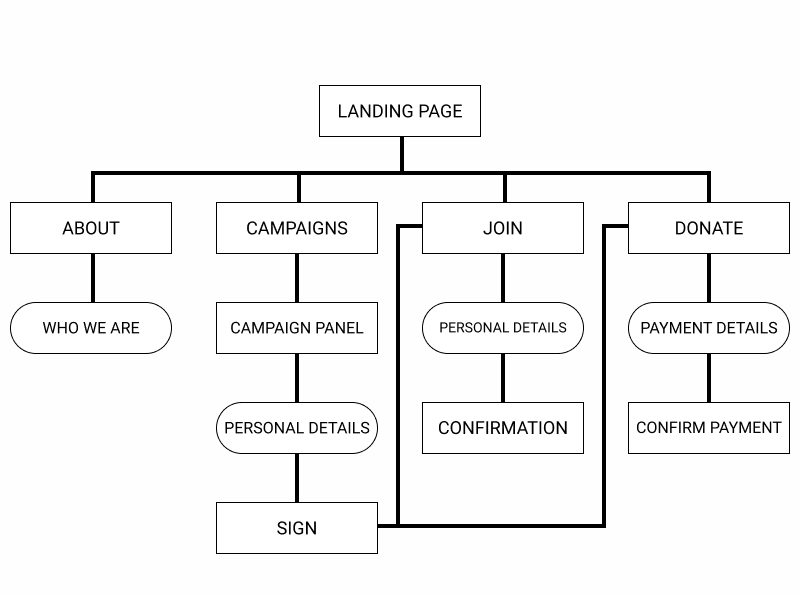 LANDING PAGE
ABOUT
CAMPAIGNS
JOIN
DONATE
WHO WE ARE
CAMPAIGN PANEL
PERSONAL DETAILS
PAYMENT DETAILS
PERSONAL DETAILS
CONFIRMATION
CONFIRM PAYMENT
SIGN